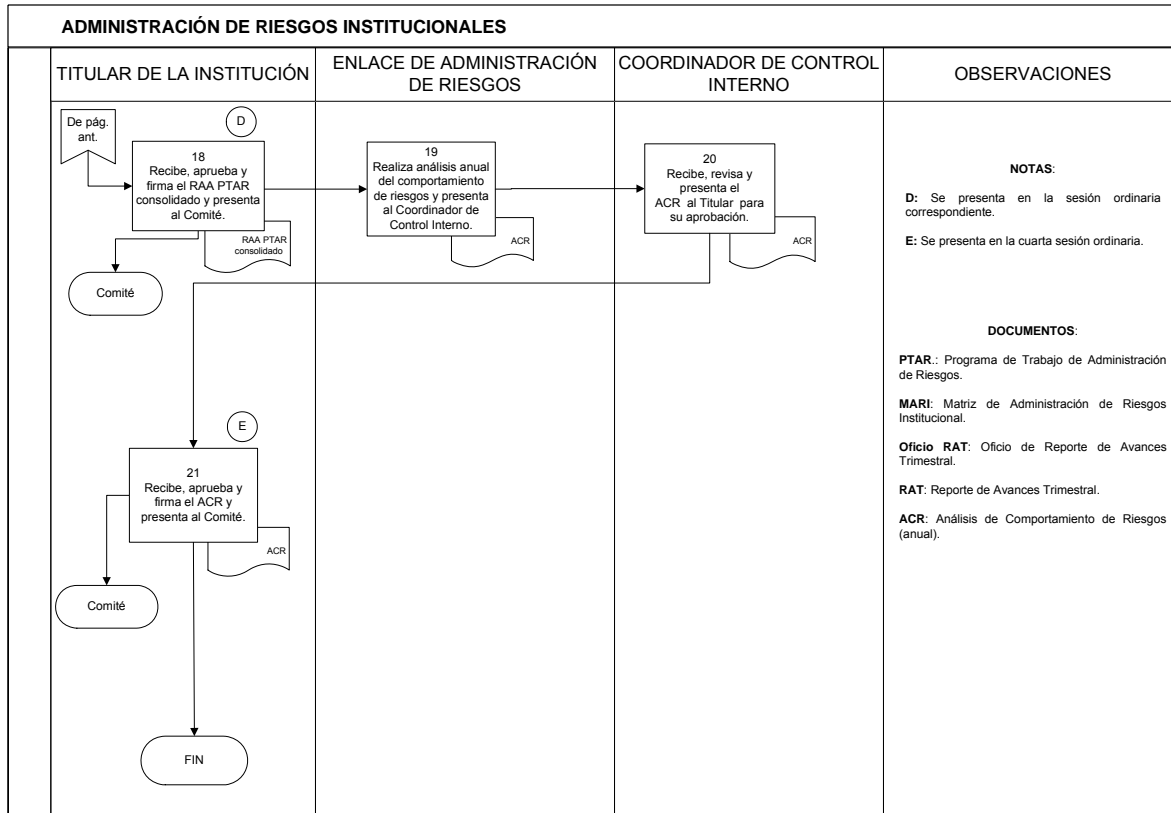 ADMINISTRACIÓN DE RIESGOS INSTITUCIONALES
TITULAR DE LA INSTITUCIÓN
ENLACE DE ADMINISTRACIÓN
DE RIESGOS
COORDINADOR DE CONTROL
INTERNO
OBSERVACIONES
De pág.
ant.
D
18
Recibe, aprueba y
firma el RAA PTAR
consolidado y presenta
al Comité.
RAA PTAR
consolidado
Comité
19
Realiza análisis anual
del comportamiento
de riesgos y presenta
al Coordinador de
Control Interno.
ACR
20
Recibe, revisa y
presenta el
ACR al Titular para
su aprobación.
ACR
E
21
Recibe, aprueba y
firma el ACR y
presenta al Comité.
ACR
Comité
FIN
NOTAS:
D: Se presenta en la sesión ordinaria
correspondiente.
E: Se presenta en la cuarta sesión ordinaria.
DOCUMENTOS:
PTAR.: Programa de Trabajo de Administración
de Riesgos.
MARI: Matriz de Administración de Riesgos
Institucional.
Oficio RAT: Oficio de Reporte de Avances
Trimestral.
RAT: Reporte de Avances Trimestral.
ACR: Análisis de Comportamiento de Riesgos
(anual).